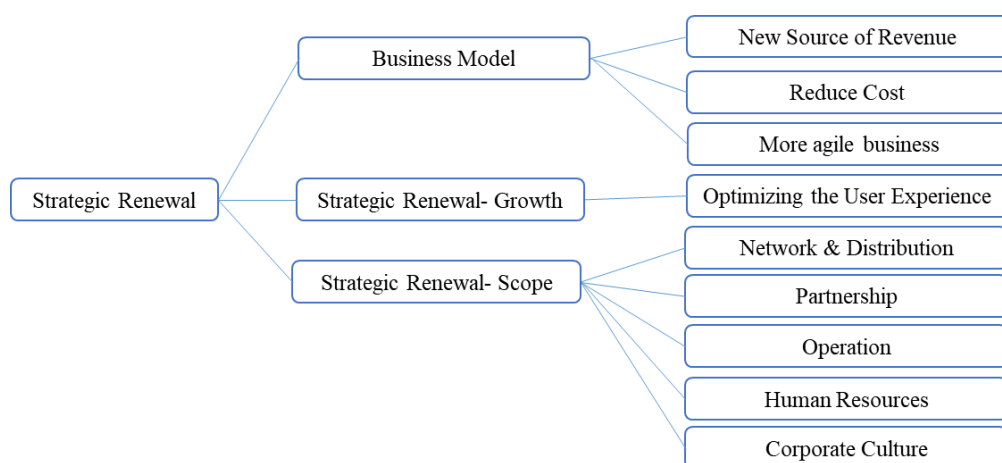 Strategic Renewal
Business Model
New Source of Revenue
Reduce Cost
More agile business
Strategic Renewal- Growth
Optimizing the User Experience
Strategic Renewal- Scope
Network & Distribution
Partnership
Operation
Human Resources
Corporate Culture